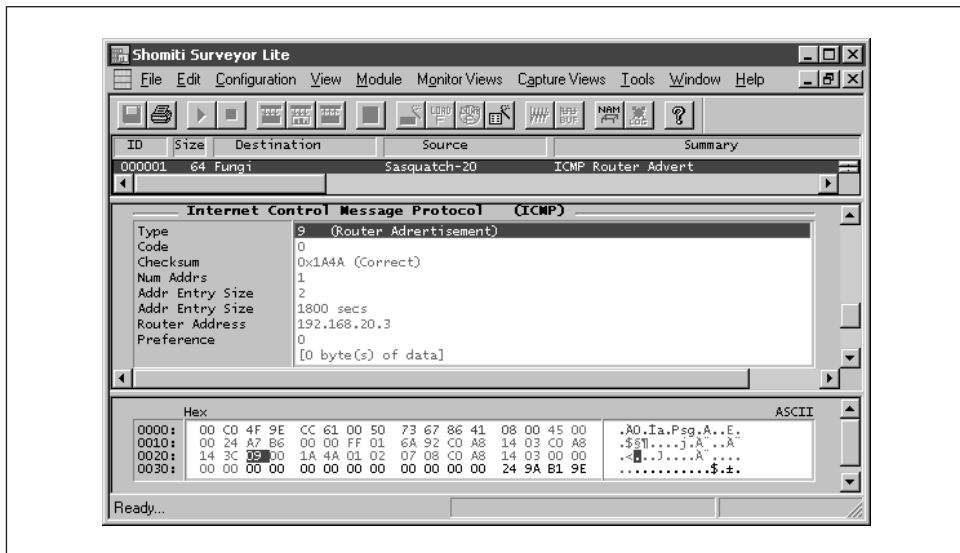 Shomiti Surveyor Lite
File Edit Configuration View Module Monitor Views Capture Views Tools Window Help
NAM
ID Size Destination Source Summary
000001 64 Fungi Sasquatch-20 ICMP Router Advert
Internet Control Message Protocol (ICMP)
Type 9 (Router Adrertisement)
Code 0
Checksum 0x1A4A (Correct)
Num Addrs 1
Addr Entry Size 2
Addr Entry Size 1800 secs
Router Address 192.168.20.3
Preference 0
[0 byte(s) of data]
Hex ASCII
0000: 00 C0 4F 9E CC 61 00 50 73 67 86 41 08 00 45 00 .ÀO.Ìa.Psg.A..E.
0010: 00 24 A7 B6 00 00 FF 01 6A 92 C0 A8 14 03 C0 A8 .$§¶....j.À¨..À¨
0020: 14 3C 09 00 1A 4A 01 02 07 08 C0 A8 14 03 00 00 .<...J....À¨....
0030: 00 00 00 00 00 00 00 00 00 00 00 00 24 9A B1 9E ............$.±.
Ready...